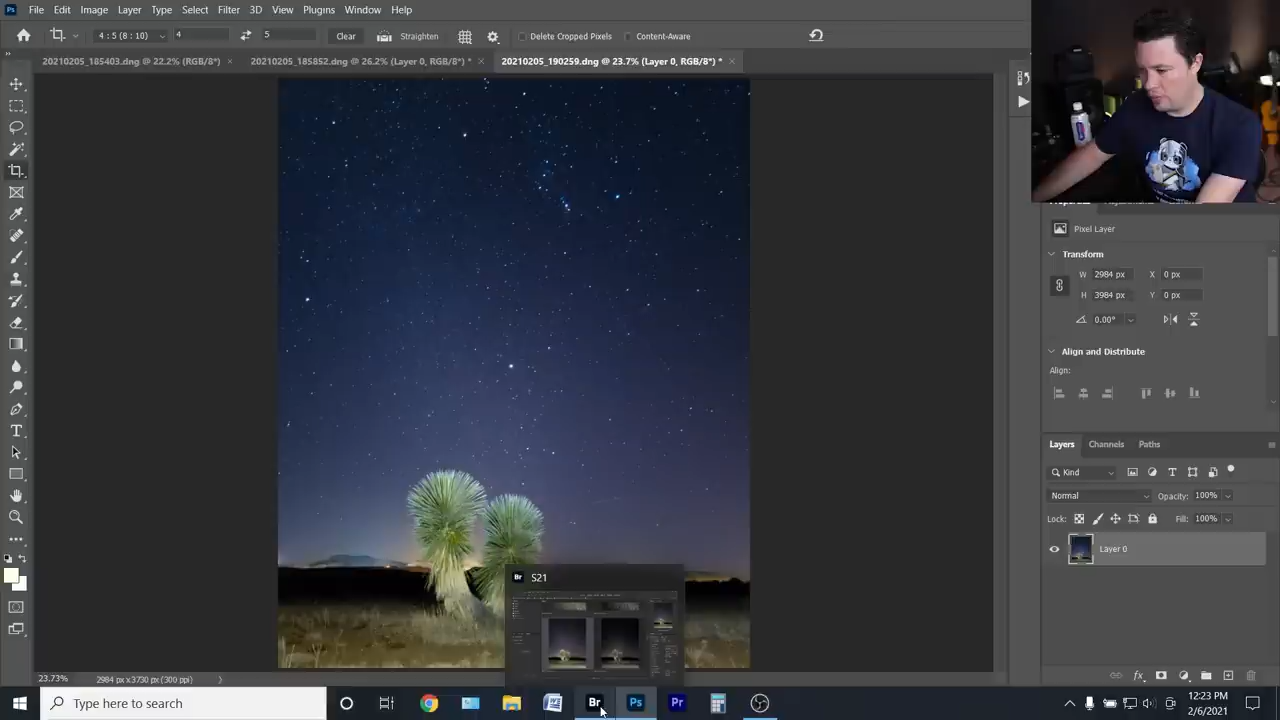 Ps File Edit Image Layer Type Select Filter 3D View Plugins Window Help
4 : 5 (8 : 10) 4 5 Clear Straighten Delete Cropped Pixels Content-Aware
20210205_185403.dng @ 22.2% (RGB/8*) × 20210205_185852.dng @ 26.2% (Layer 0, RGB/8*) * × 20210205_190259.dng @ 23.7% (Layer 0, RGB/8*) * ×
Pixel Layer
Transform
W 2984 px X 0 px
H 3984 px Y 0 px
0.00°
Align and Distribute
Align:
Layers Channels Paths
Kind
Normal Opacity: 100%
Lock: Fill: 100%
Layer 0
Br S21
23.73% 2984 px x 3730 px (300 ppi)
Type here to search
Br Ps Pr
12:23 PM
2/6/2021